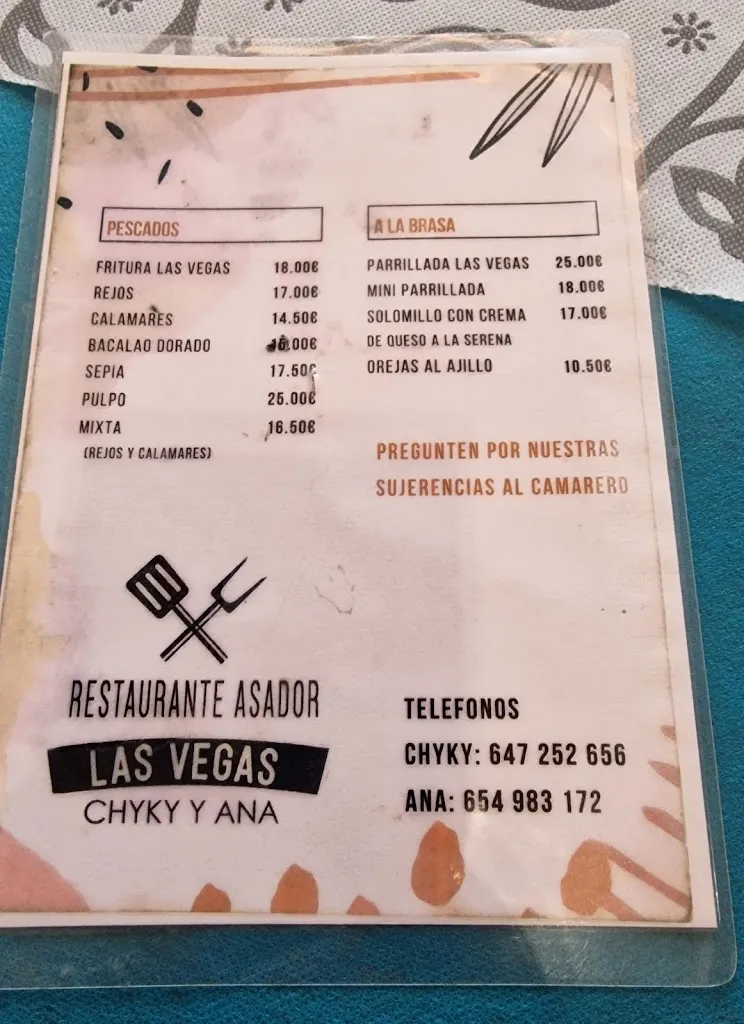 PESCADOS
FRITURA LAS VEGAS 18.00€
REJOS 17.00€
CALAMARES 14.50€
BACALAO DORADO
SEPIA 17.50€
PULPO 25.00€
MIXTA 16.50€
(REJOS Y CALAMARES)
A LA BRASA
PARRILLADA LAS VEGAS 25.00€
MINI PARRILLADA 18.00€
SOLOMILLO CON CREMA 17.00€
DE QUESO A LA SERENA
OREJAS AL AJILLO 10.50€
PREGUNTEN POR NUESTRAS
SUJERENCIAS AL CAMARERO
RESTAURANTE ASADOR
LAS VEGAS
CHYKY Y ANA
TELEFONOS
CHYKY: 647 252 656
ANA: 654 983 172